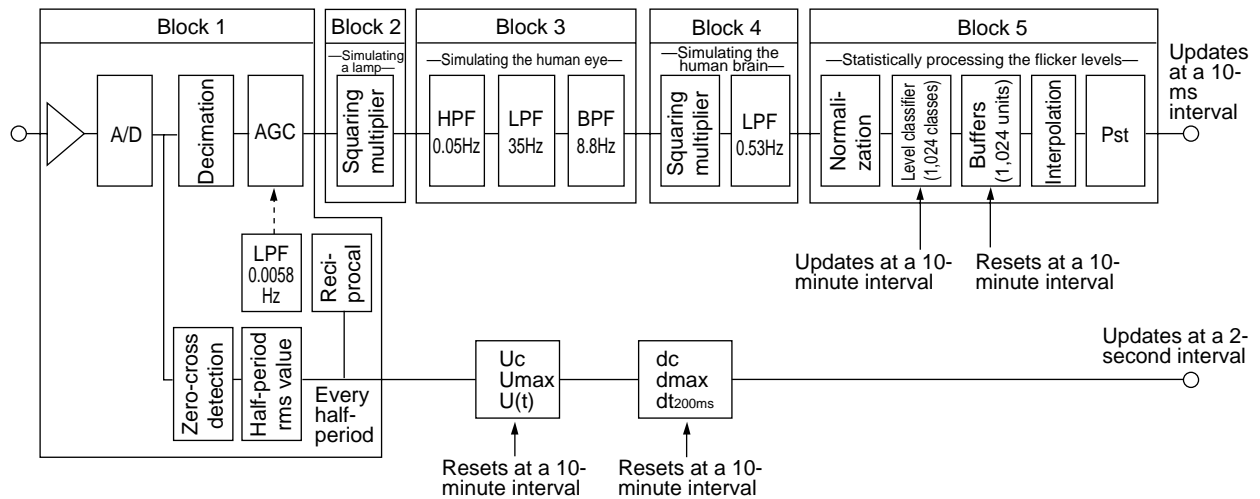 Block 1
Block 2
Block 3
Block 4
Block 5
—Simulating
a lamp—
—Simulating the human eye—
—Simulating the
human brain—
—Statistically processing the flicker levels—
Updates
at a 10-
ms
interval
A/D
Decimation
AGC
Squaring
multiplier
HPF
0.05Hz
LPF
35Hz
BPF
8.8Hz
Squaring
multiplier
LPF
0.53Hz
Normali-
zation
Level classifier
(1,024 classes)
Buffers
(1,024 units)
Interpolation
Pst
LPF
0.0058
Hz
Reci-
procal
Updates at a 10-
minute interval
Resets at a 10-
minute interval
Zero-cross
detection
Half-period
rms value
Every
half-
period
Uc
Umax
U(t)
dc
dmax
dt200ms
Updates at a 2-
second interval
Resets at a 10-
minute interval
Resets at a 10-
minute interval